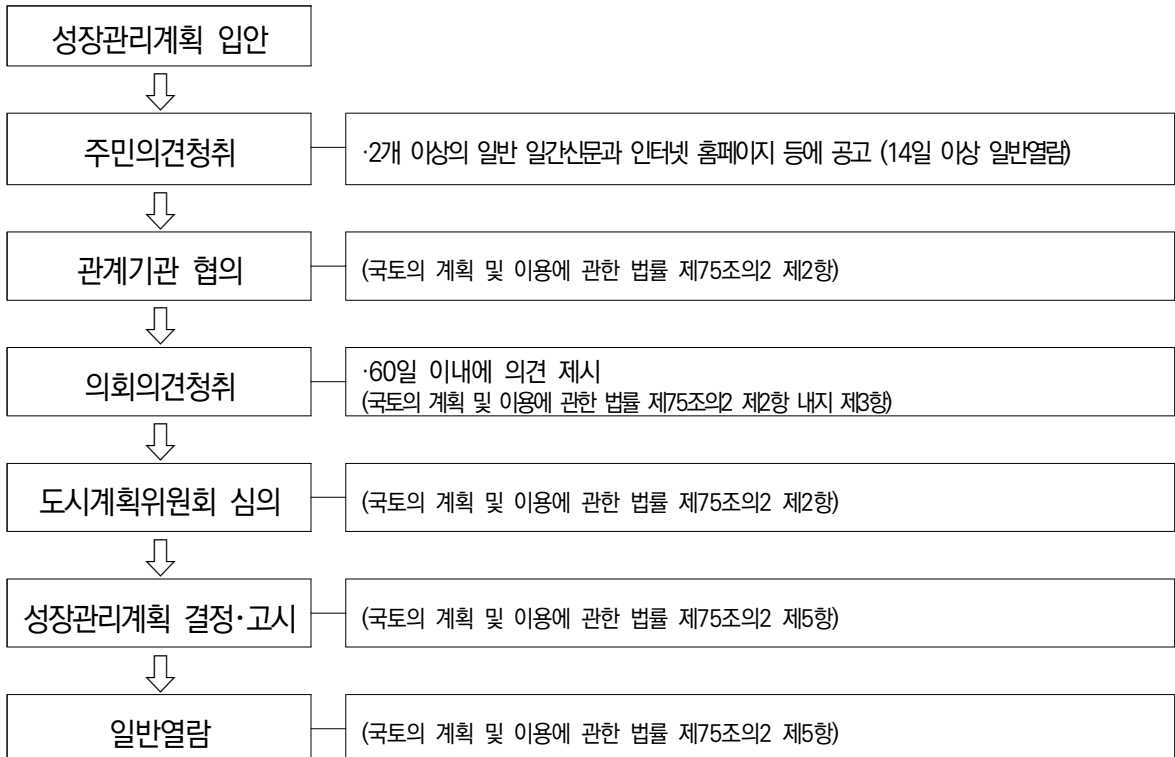 성장관리계획 입안
주민의견청취
·2개 이상의 일반 일간신문과 인터넷 홈페이지 등에 공고 (14일 이상 일반열람)
관계기관 협의
(국토의 계획 및 이용에 관한 법률 제75조의2 제2항)
의회의견청취
·60일 이내에 의견 제시
(국토의 계획 및 이용에 관한 법률 제75조의2 제2항 내지 제3항)
도시계획위원회 심의
(국토의 계획 및 이용에 관한 법률 제75조의2 제2항)
성장관리계획 결정·고시
(국토의 계획 및 이용에 관한 법률 제75조의2 제5항)
일반열람
(국토의 계획 및 이용에 관한 법률 제75조의2 제5항)